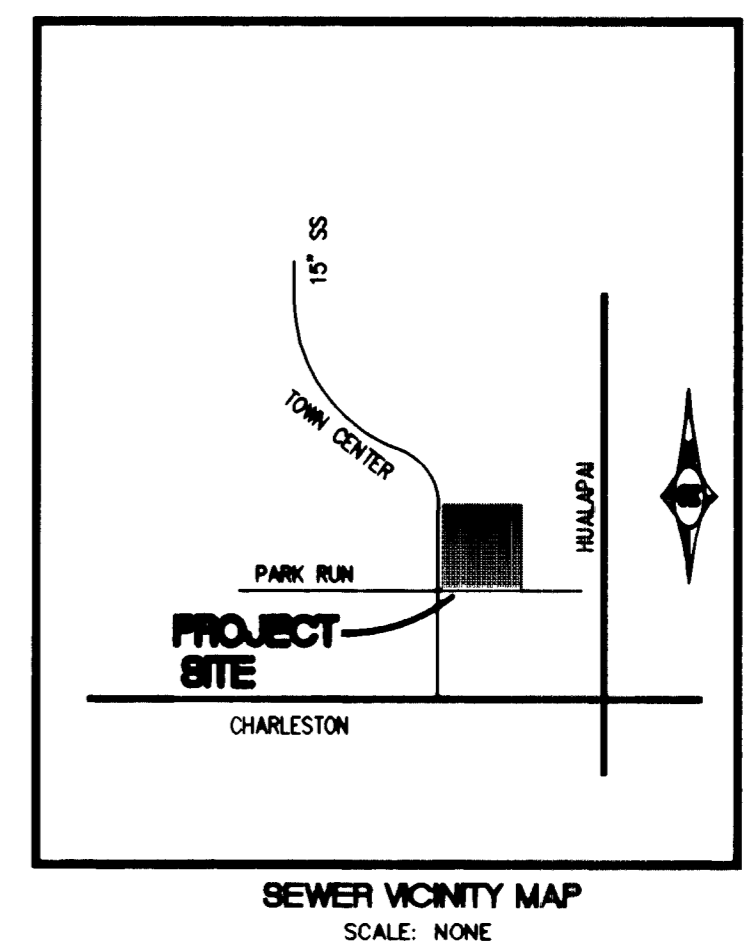 15" SS
TOWN CENTER
HUALAPAI
PARK RUN
PROJECT
SITE
CHARLESTON
SEWER VICINITY MAP
SCALE: NONE